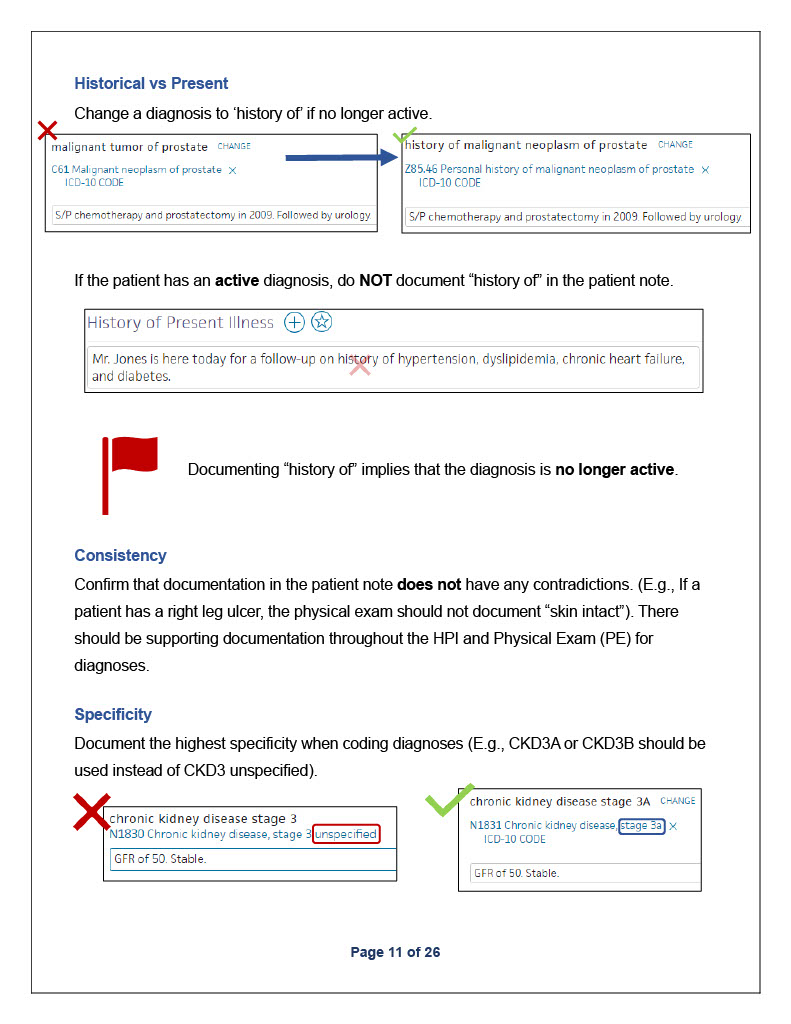 Historical vs Present
Change a diagnosis to ‘history of’ if no longer active.
malignant tumor of prostate CHANGE
C61 Malignant neoplasm of prostate ×
ICD-10 CODE
S/P chemotherapy and prostatectomy in 2009. Followed by urology.
history of malignant neoplasm of prostate CHANGE
Z85.46 Personal history of malignant neoplasm of prostate ×
ICD-10 CODE
S/P chemotherapy and prostatectomy in 2009. Followed by urology.
If the patient has an active diagnosis, do NOT document “history of” in the patient note.
History of Present Illness
Mr. Jones is here today for a follow-up on history of hypertension, dyslipidemia, chronic heart failure,
and diabetes.
Documenting “history of” implies that the diagnosis is no longer active.
Consistency
Confirm that documentation in the patient note does not have any contradictions. (E.g., If a
patient has a right leg ulcer, the physical exam should not document “skin intact”). There
should be supporting documentation throughout the HPI and Physical Exam (PE) for
diagnoses.
Specificity
Document the highest specificity when coding diagnoses (E.g., CKD3A or CKD3B should be
used instead of CKD3 unspecified).
chronic kidney disease stage 3
N1830 Chronic kidney disease, stage 3 unspecified
GFR of 50. Stable.
chronic kidney disease stage 3A CHANGE
N1831 Chronic kidney disease, stage 3a ×
ICD-10 CODE
GFR of 50. Stable.
Page 11 of 26